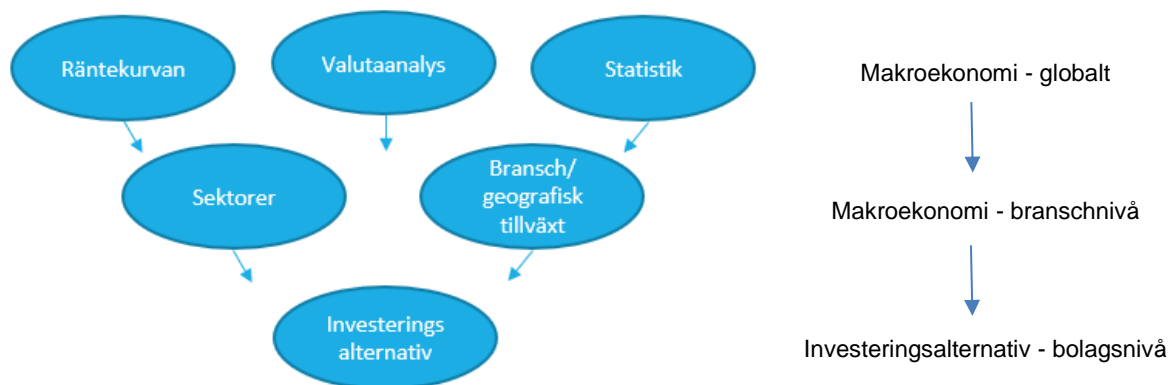 Räntekurvan
Valutaanalys
Statistik
Makroekonomi - globalt
Sektorer
Bransch/
geografisk
tillväxt
Makroekonomi - branschnivå
Investerings
alternativ
Investeringsalternativ - bolagsnivå